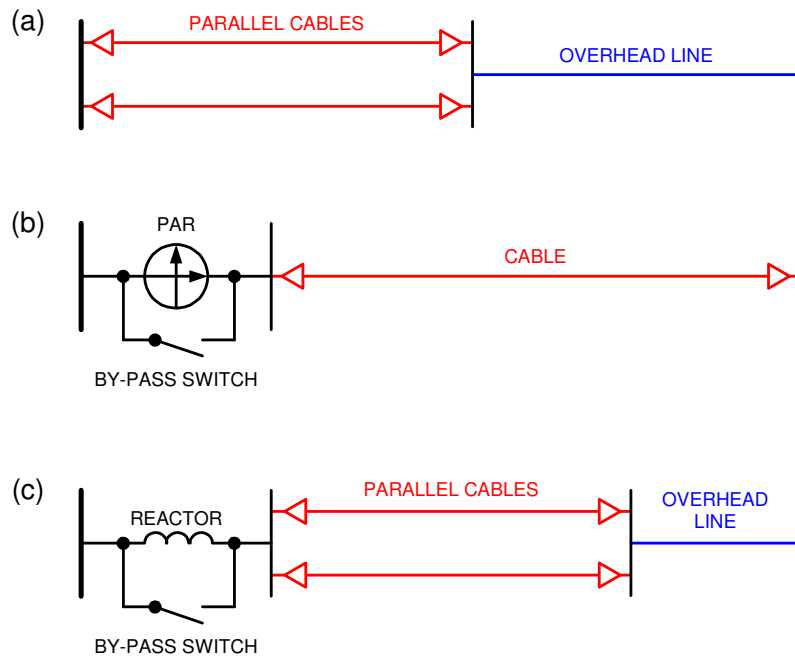 (a)
PARALLEL CABLES
OVERHEAD LINE
(b)
PAR
CABLE
BY-PASS SWITCH
(c)
REACTOR
PARALLEL CABLES
OVERHEAD
LINE
BY-PASS SWITCH